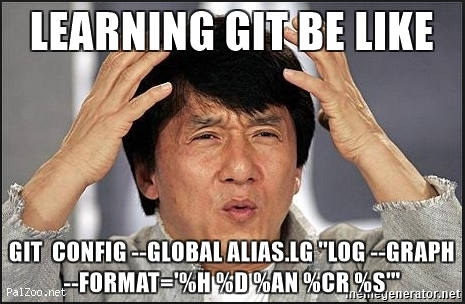 LEARNING GIT BE LIKE
GIT  CONFIG --GLOBAL ALIAS.LG "LOG --GRAPH
--FORMAT='%H %D %AN %CR %S'"
PalZoo.net
memegenerator.net